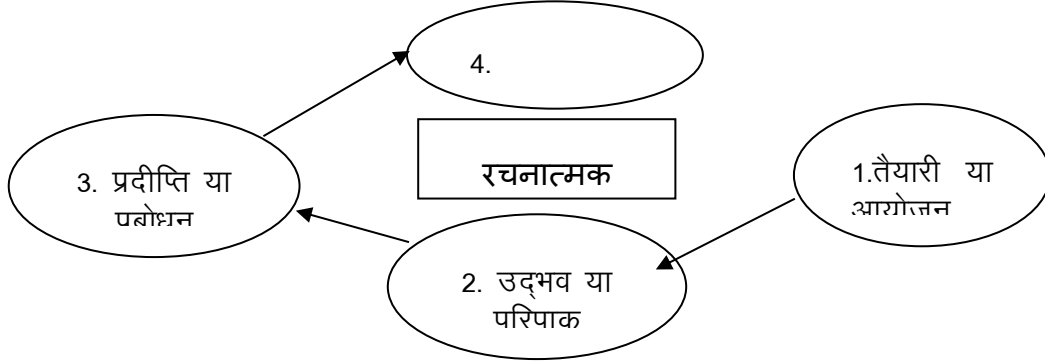 4.
रचनात्मक
1.तैयारी या
आयोजन
3. प्रदीप्ति या
प्रबोधन
2. उद्भव या
परिपाक